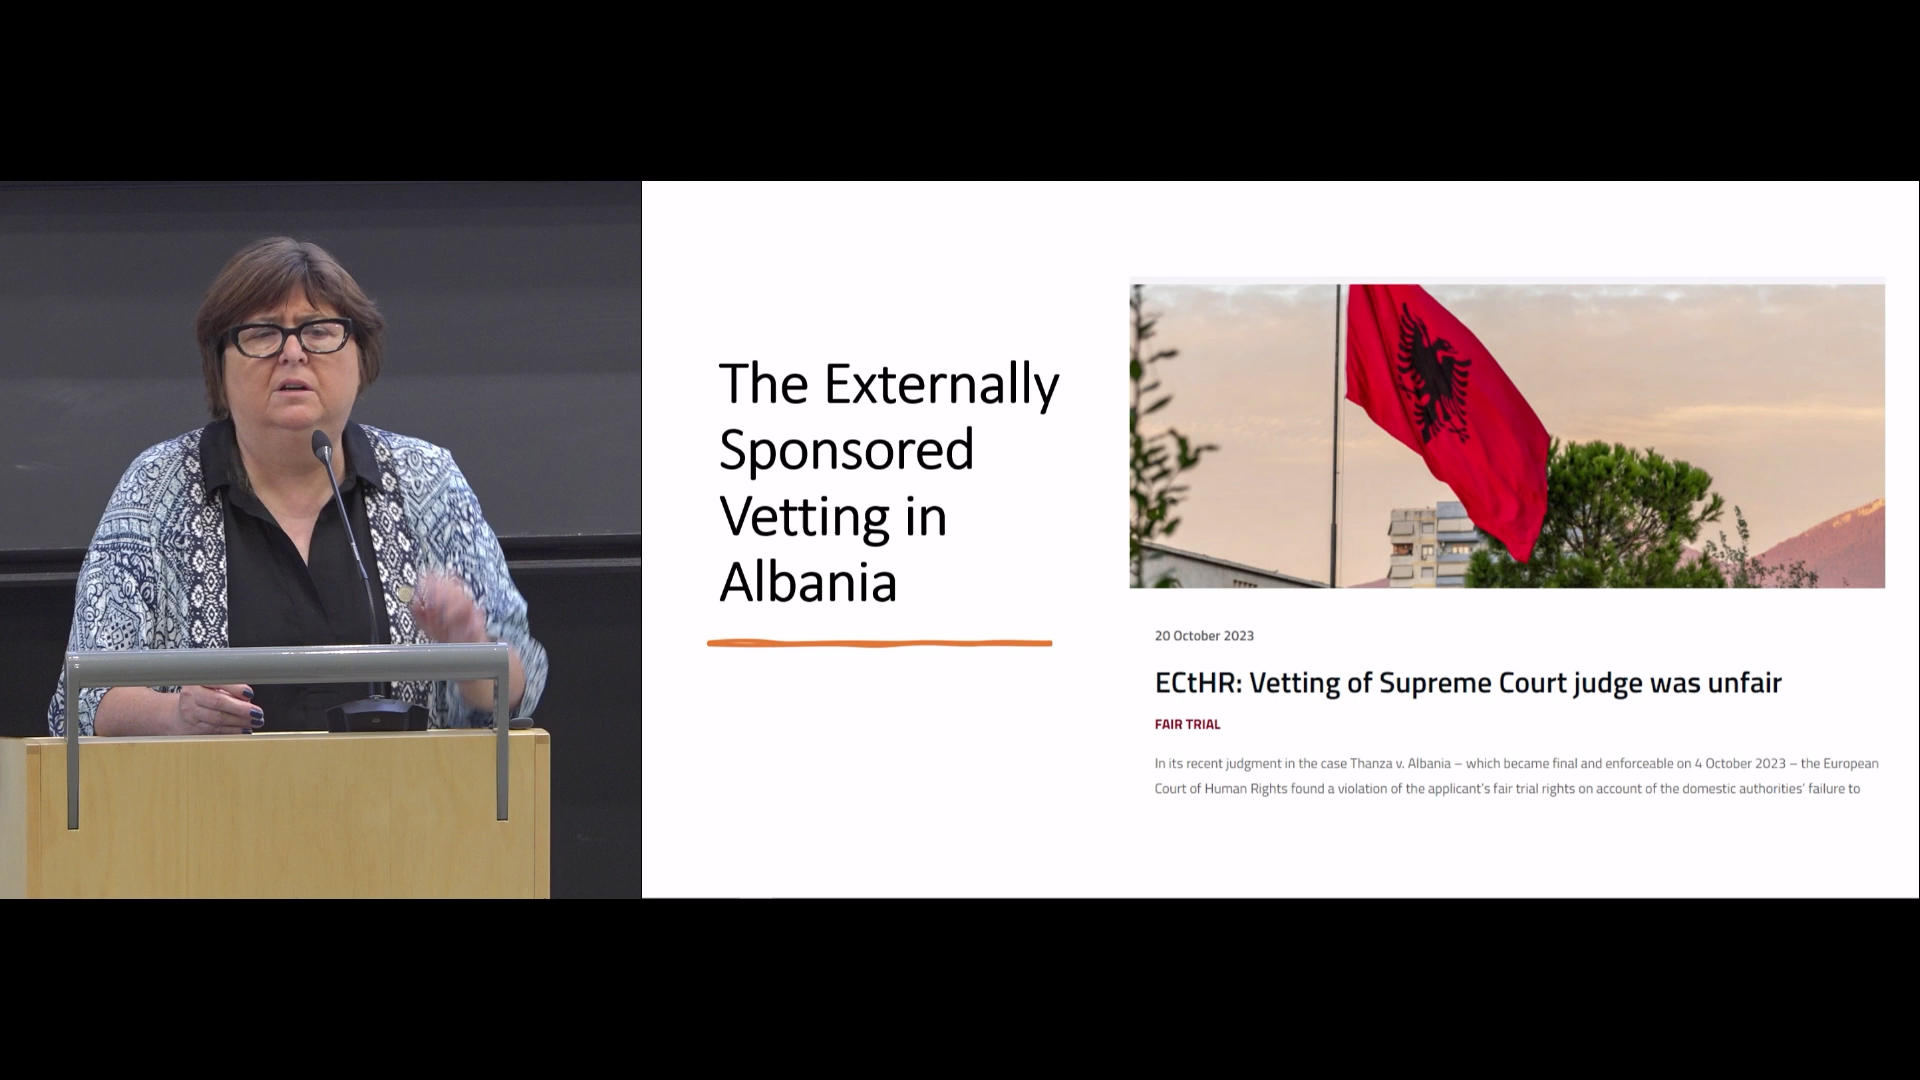 The Externally
Sponsored
Vetting in
Albania
20 October 2023
ECtHR: Vetting of Supreme Court judge was unfair
FAIR TRIAL
In its recent judgment in the case Thanza v. Albania – which became final and enforceable on 4 October 2023 – the European
Court of Human Rights found a violation of the applicant's fair trial rights on account of the domestic authorities' failure to